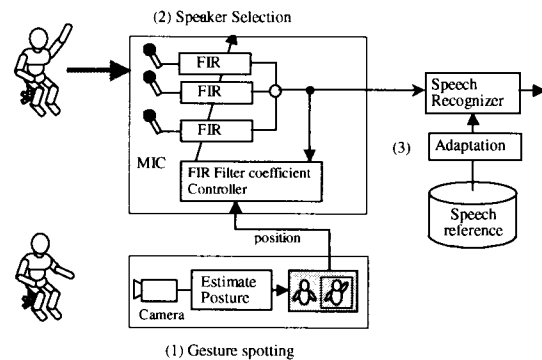 (2) Speaker Selection
FIR
FIR
FIR
MIC
FIR Filter coefficient
Controller
Speech
Recognizer
(3)
Adaptation
Speech
reference
position
Estimate
Posture
Camera
(1) Gesture spotting